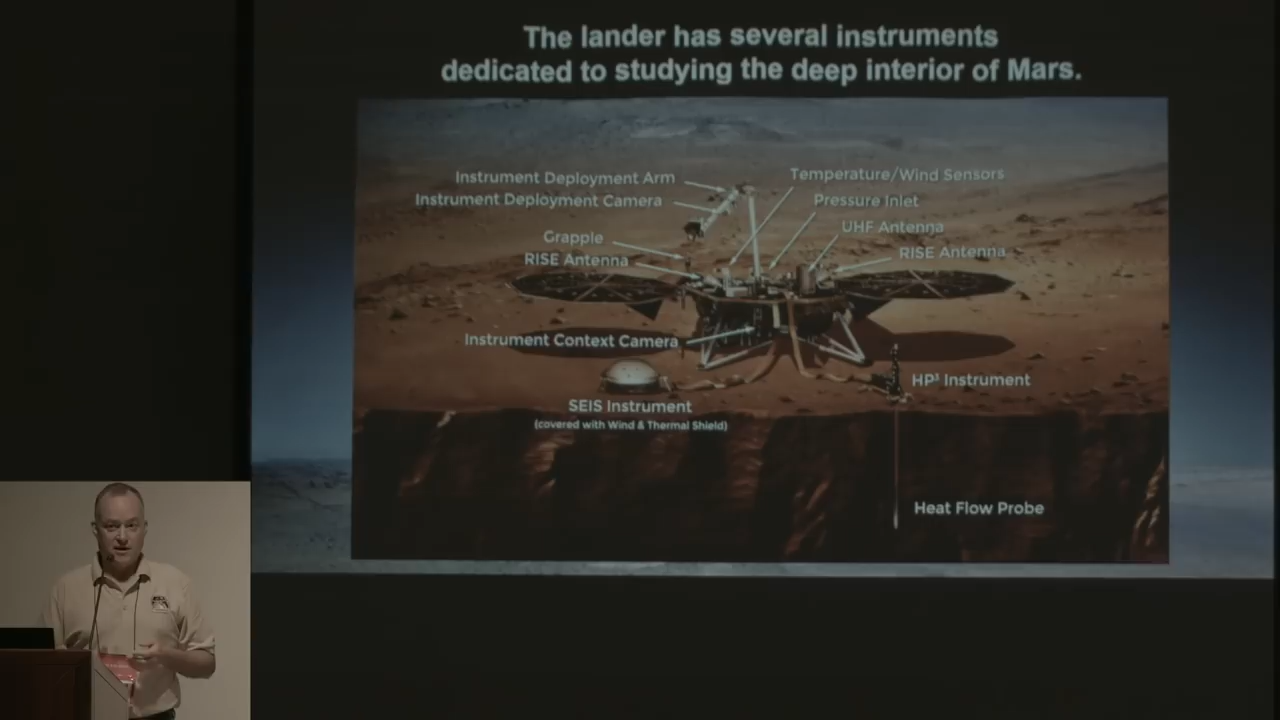 The lander has several instruments
dedicated to studying the deep interior of Mars.
Instrument Deployment Arm
Instrument Deployment Camera
Grapple
RISE Antenna
Temperature/Wind Sensors
Pressure Inlet
UHF Antenna
RISE Antenna
Instrument Context Camera
HP³ Instrument
SEIS Instrument
(covered with Wind & Thermal Shield)
Heat Flow Probe